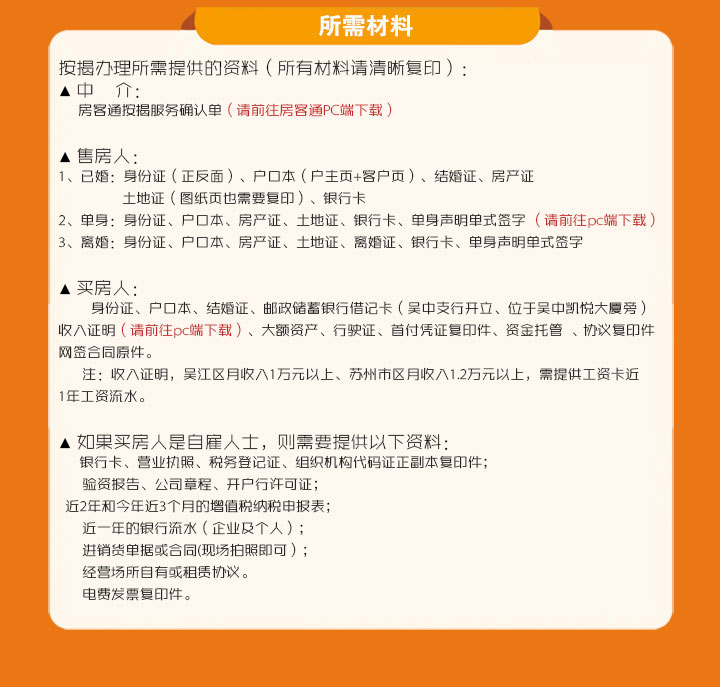 所需材料
按揭办理所需提供的资料（所有材料请清晰复印）：
▲中 介：
房客通按揭服务确认单（请前往房客通PC端下载）
▲售房人：
1、已婚：身份证（正反面）、户口本（户主页+客户页）、结婚证、房产证
土地证（图纸页也需要复印）、银行卡
2、单身：身份证、户口本、房产证、土地证、银行卡、单身声明单式签字（请前往pc端下载）
3、离婚：身份证、户口本、房产证、土地证、离婚证、银行卡、单身声明单式签字
▲买房人：
身份证、户口本、结婚证、邮政储蓄银行借记卡（吴中支行开立、位于吴中凯悦大厦旁）
收入证明（请前往pc端下载）、大额资产、行驶证、首付凭证复印件、资金托管 、协议复印件
网签合同原件。
注：收入证明，吴江区月收入1万元以上、苏州市区月收入1.2万元以上，需提供工资卡近
1年工资流水。
▲如果买房人是自雇人士，则需要提供以下资料：
银行卡、营业执照、税务登记证、组织机构代码证正副本复印件；
验资报告、公司章程、开户行许可证；
近2年和今年近3个月的增值税纳税申报表；
近一年的银行流水（企业及个人）；
进销货单据或合同(现场拍照即可）；
经营场所自有或租赁协议。
电费发票复印件。